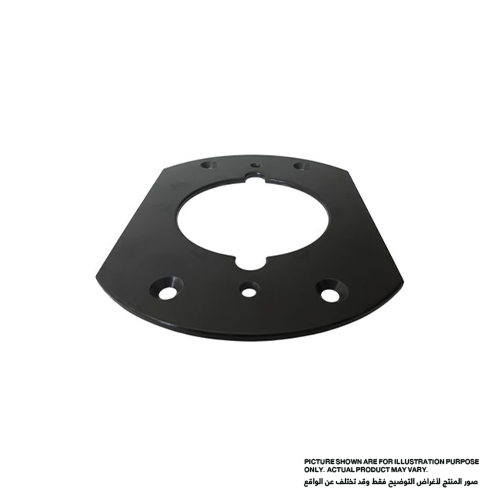 PICTURE SHOWN ARE FOR ILLUSTRATION PURPOSE
ONLY. ACTUAL PRODUCT MAY VARY.
صور المنتج لأغراض التوضيح فقط وقد تختلف عن الواقع